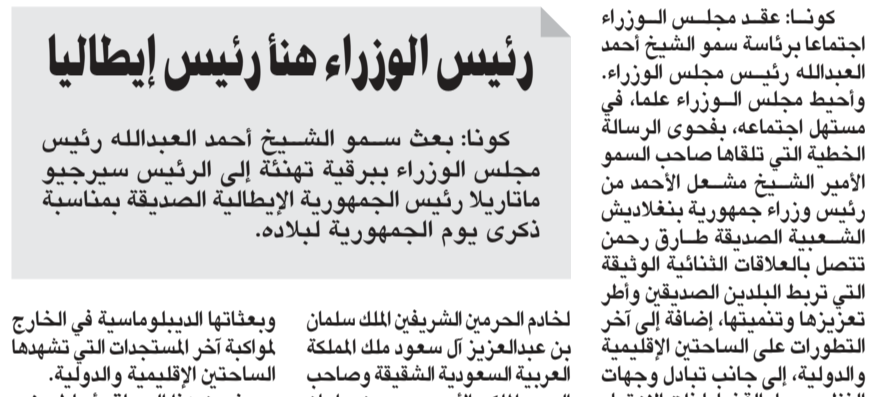 كونا: عقد مجلس الوزراء
اجتماعا برئاسة سمو الشيخ أحمد
العبدالله رئيس مجلس الوزراء.
وأحيط مجلس الوزراء علما، في
مستهل اجتماعه، بفحوى الرسالة
الخطية التي تلقاها صاحب السمو
الأمير الشيخ مشعل الأحمد من
رئيس وزراء جمهورية بنغلاديش
الشعبية الصديقة طارق رحمن
تتصل بالعلاقات الثنائية الوثيقة
التي تربط البلدين الصديقين وأطر
تعزيزها وتنميتها، إضافة إلى آخر
التطورات على الساحتين الإقليمية
والدولية، إلى جانب تبادل وجهات
رئيس الوزراء هنأ رئيس إيطاليا
كونا: بعث سمو الشيخ أحمد العبدالله رئيس
مجلس الوزراء ببرقية تهنئة إلى الرئيس سيرجيو
ماتاريلا رئيس الجمهورية الإيطالية الصديقة بمناسبة
ذكرى يوم الجمهورية لبلاده.
لخادم الحرمين الشريفين الملك سلمان
بن عبدالعزيز آل سعود ملك المملكة
العربية السعودية الشقيقة وصاحب
وبعثاتها الديبلوماسية في الخارج
لمواكبة آخر المستجدات التي تشهدها
الساحتين الإقليمية والدولية.